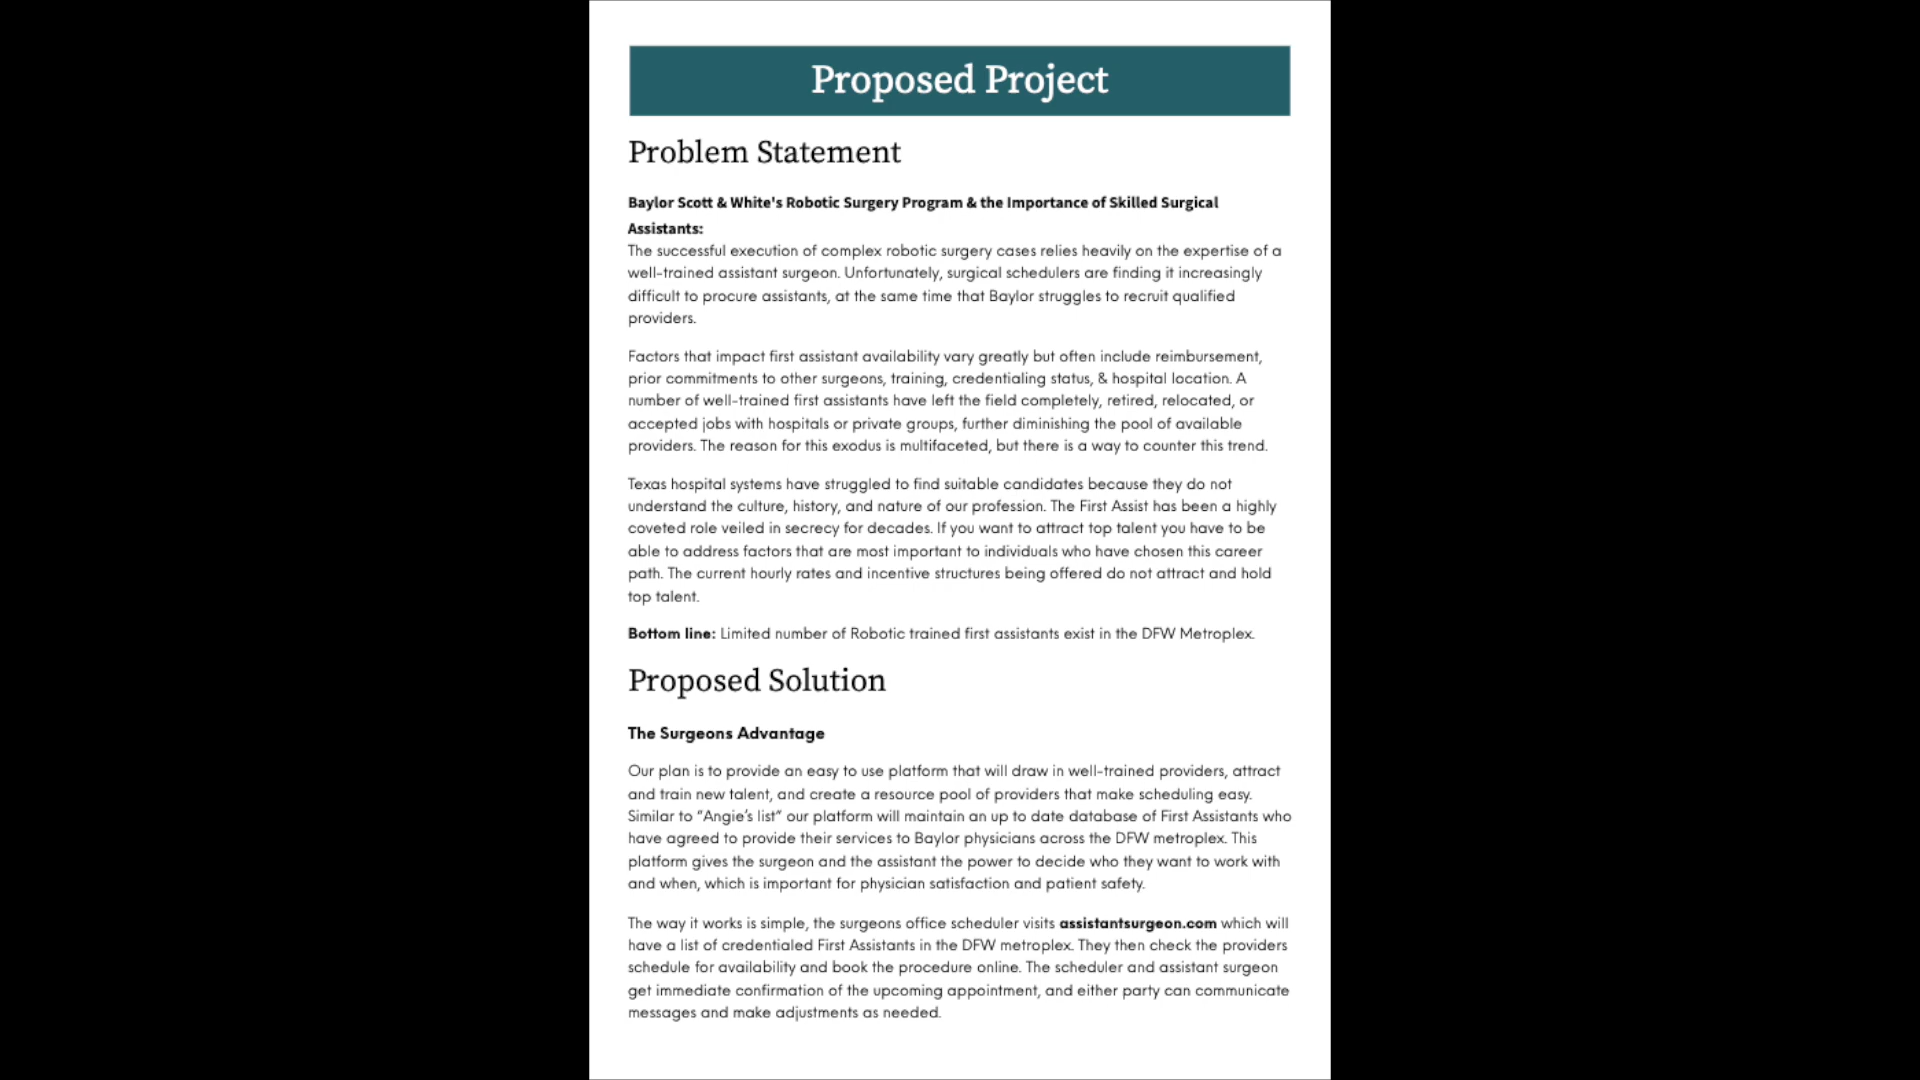 Proposed Project
Problem Statement
Baylor Scott & White's Robotic Surgery Program & the Importance of Skilled Surgical
Assistants:
The successful execution of complex robotic surgery cases relies heavily on the expertise of a
well-trained assistant surgeon. Unfortunately, surgical schedulers are finding it increasingly
difficult to procure assistants, at the same time that Baylor struggles to recruit qualified
providers.
Factors that impact first assistant availability vary greatly but often include reimbursement,
prior commitments to other surgeons, training, credentialing status, & hospital location. A
number of well-trained first assistants have left the field completely, retired, relocated, or
accepted jobs with hospitals or private groups, further diminishing the pool of available
providers. The reason for this exodus is multifaceted, but there is a way to counter this trend.
Texas hospital systems have struggled to find suitable candidates because they do not
understand the culture, history, and nature of our profession. The First Assist has been a highly
coveted role veiled in secrecy for decades. If you want to attract top talent you have to be
able to address factors that are most important to individuals who have chosen this career
path. The current hourly rates and incentive structures being offered do not attract and hold
top talent.
Bottom line: Limited number of Robotic trained first assistants exist in the DFW Metroplex.
Proposed Solution
The Surgeons Advantage
Our plan is to provide an easy to use platform that will draw in well-trained providers, attract
and train new talent, and create a resource pool of providers that make scheduling easy.
Similar to “Angie’s list” our platform will maintain an up to date database of First Assistants who
have agreed to provide their services to Baylor physicians across the DFW metroplex. This
platform gives the surgeon and the assistant the power to decide who they want to work with
and when, which is important for physician satisfaction and patient safety.
The way it works is simple, the surgeons office scheduler visits assistantsurgeon.com which will
have a list of credentialed First Assistants in the DFW metroplex. They then check the providers
schedule for availability and book the procedure online. The scheduler and assistant surgeon
get immediate confirmation of the upcoming appointment, and either party can communicate
messages and make adjustments as needed.